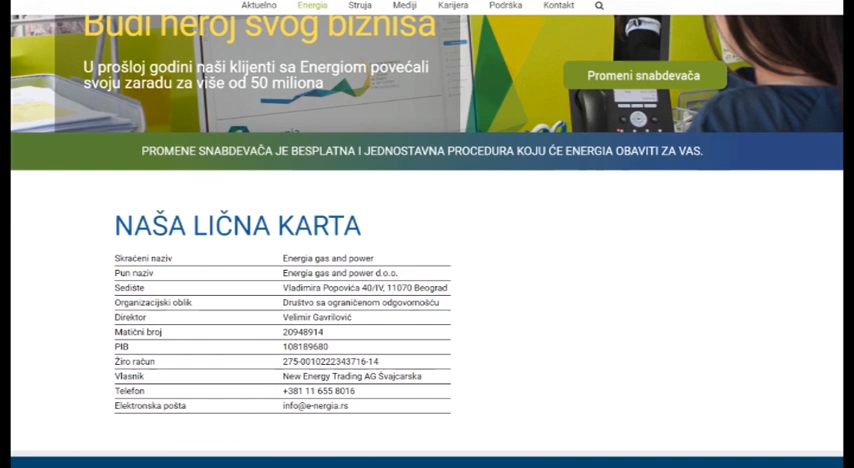 Aktuelno Energia Struja Mediji Karijera Podrška Kontakt
Budi heroj svog biznisa
U prošloj godini naši klijenti sa Energiom povećali
svoju zaradu za više od 50 miliona
Promeni snabdevača
PROMENE SNABDEVAČA JE BESPLATNA I JEDNOSTAVNA PROCEDURA KOJU ĆE ENERGIA OBAVITI ZA VAS.
NAŠA LIČNA KARTA
Skraćeni naziv Energia gas and power
Pun naziv Energia gas and power d.o.o.
Sedište Vladimira Popovića 40/IV, 11070 Beograd
Organizacijski oblik Društvo sa ograničenom odgovornošću
Direktor Velimir Gavrilović
Matični broj 20948914
PIB 108189680
Žiro račun 275-0010222343716-14
Vlasnik New Energy Trading AG Švajcarska
Telefon +381 11 655 8016
Elektronska pošta info@e-nergia.rs